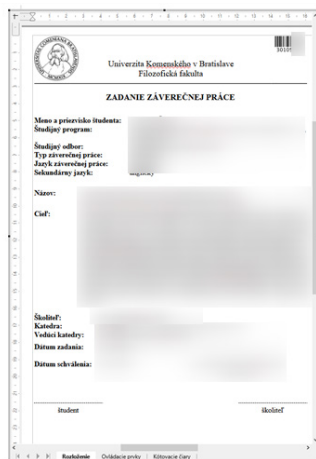 Univerzita Komenského v Bratislave
Filozofická fakulta
ZADANIE ZÁVEREČNEJ PRÁCE
Meno a priezvisko študenta:
Študijný program:
Študijný odbor:
Typ záverečnej práce:
Jazyk záverečnej práce:
Sekundárny jazyk:
Názov:
Cieľ:
Školiteľ:
Katedra:
Vedúci katedry:
Dátum zadania:
Dátum schválenia:
študent školiteľ
Rozloženie Ovládacie prvky Kótovacie čiary